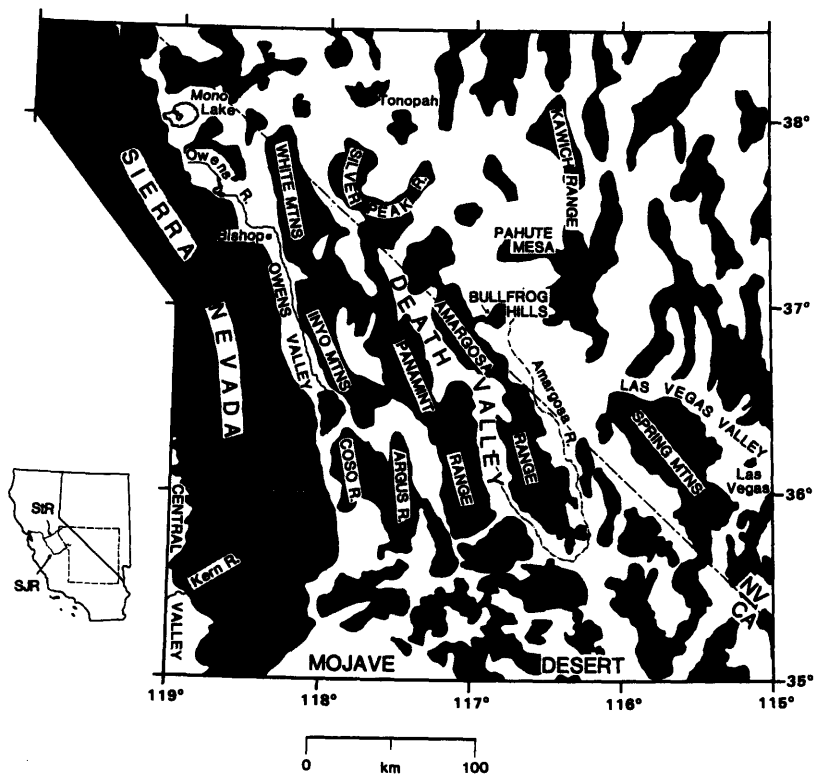 Mono
Lake
Tonopah
38°
KAWICH RANGE
Owens R.
SIERRA
WHITE MTNS
SILVER
PEAK R.
PAHUTE
MESA
Bishop
OWENS VALLEY
DEATH
BULLFROG
HILLS
37°
NEVADA
INYO MTNS
AMARGOSA
PANAMINT
VALLEY
Amargosa R.
LAS VEGAS VALLEY
SPRING MTNS
COSO R.
ARGUS R.
RANGE
RANGE
Las
Vegas
36°
CENTRAL
StR
SJR
Kern R.
NV
CA
VALLEY
MOJAVE DESERT
35°
119° 118° 117° 116° 115°
0 km 100